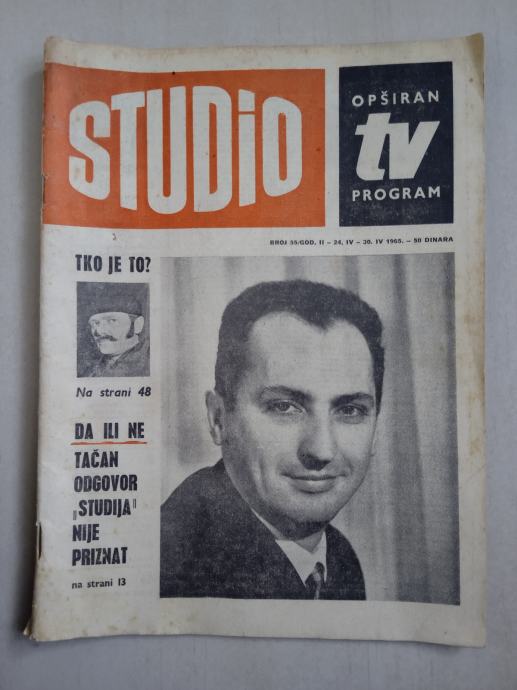 STUDiO
OPŠIRAN
tv
PROGRAM
BROJ 55/GOD. II – 24. IV – 30. IV 1965. – 50 DINARA
TKO JE TO?
Na strani 48
DA ILI NE
TAČAN
ODGOVOR
„STUDIJA"
NIJE
PRIZNAT
na strani 13